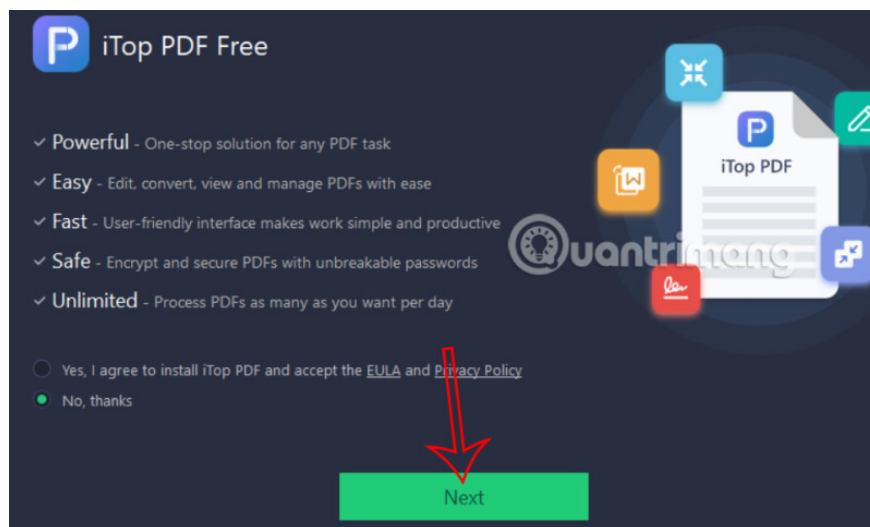 iTop PDF Free
Powerful - One-stop solution for any PDF task
Easy - Edit, convert, view and manage PDFs with ease
Fast - User-friendly interface makes work simple and productive
Safe - Encrypt and secure PDFs with unbreakable passwords
Unlimited - Process PDFs as many as you want per day
iTop PDF
Quantrimang
Yes, I agree to install iTop PDF and accept the EULA and Privacy Policy
No, thanks
Next